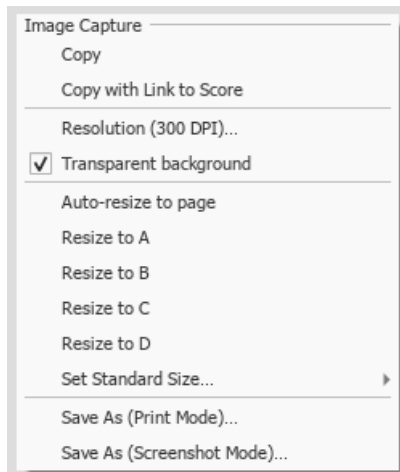 Image Capture
Copy
Copy with Link to Score
Resolution (300 DPI)...
Transparent background
Auto-resize to page
Resize to A
Resize to B
Resize to C
Resize to D
Set Standard Size...
Save As (Print Mode)...
Save As (Screenshot Mode)...